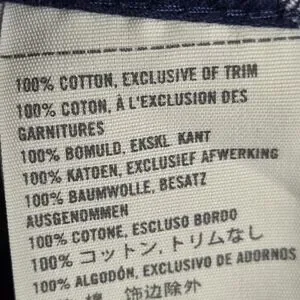 100% COTTON, EXCLUSIVE OF TRIM
100% COTON, À L'EXCLUSION DES
GARNITURES
100% BOMULD, EKSKL KANT
100% KATOEN, EXCLUSIEF AFWERKING
100% BAUMWOLLE, BESATZ
AUSGENOMMEN
100% COTONE, ESCLUSO BORDO
100% コットン、トリムなし
100% ALGODÓN, EXCLUSIVO DE ADORNOS
饰边除外